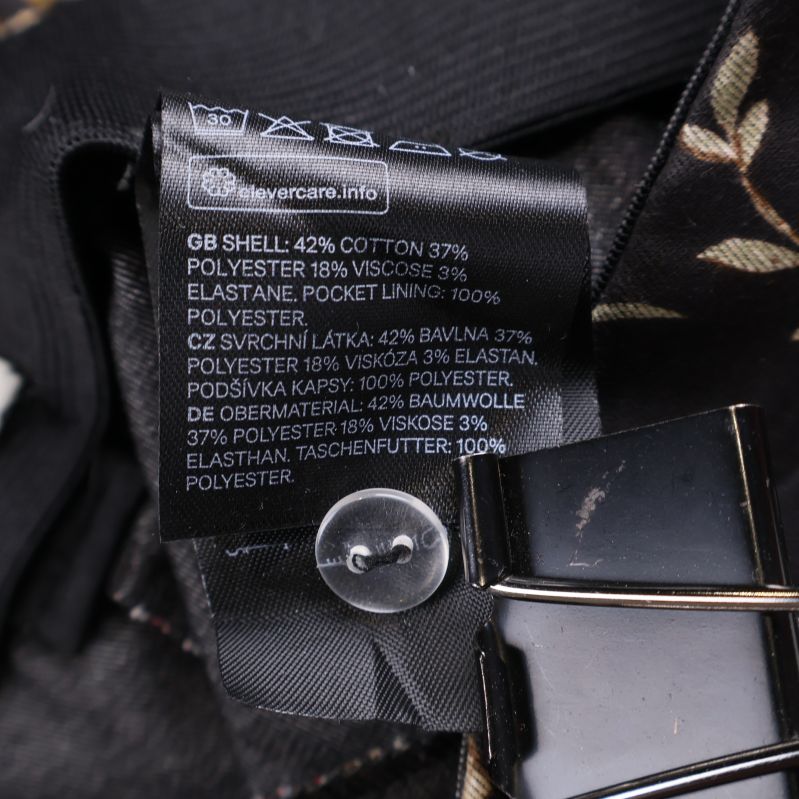 30
clevercare.info
GB SHELL: 42% COTTON 37%
POLYESTER 18% VISCOSE 3%
ELASTANE. POCKET LINING: 100%
POLYESTER.
CZ SVRCHNÍ LÁTKA: 42% BAVLNA 37%
POLYESTER 18% VISKÓZA 3% ELASTAN.
PODŠÍVKA KAPSY: 100% POLYESTER.
DE OBERMATERIAL: 42% BAUMWOLLE
37% POLYESTER 18% VISKOSE 3%
ELASTHAN. TASCHENFUTTER: 100%
POLYESTER.